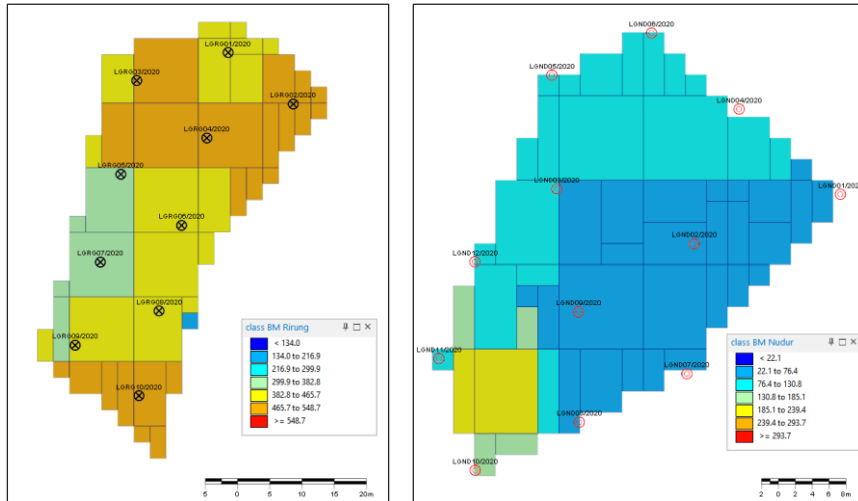 LGRG01/2020
LGRG03/2020
LGRG02/2020
LGRG04/2020
LGRG05/2020
LGRG06/2020
LGRG07/2020
LGRG08/2020
LGRG09/2020
LGRG10/2020
class BM Rirung
< 134.0
134.0 to 216.9
216.9 to 299.9
299.9 to 382.8
382.8 to 465.7
465.7 to 548.7
>= 548.7
5 0 5 10 15 20m
LGND06/2020
LGND05/2020
LGND04/2020
LGND03/2020
LGND01/2020
LGND02/2020
LGND12/2020
LGND09/2020
LGND11/2020
LGND07/2020
LGND08/2020
LGND10/2020
class BM Nudur
< 22.1
22.1 to 76.4
76.4 to 130.8
130.8 to 185.1
185.1 to 239.4
239.4 to 293.7
>= 293.7
2 0 2 4 6 8m